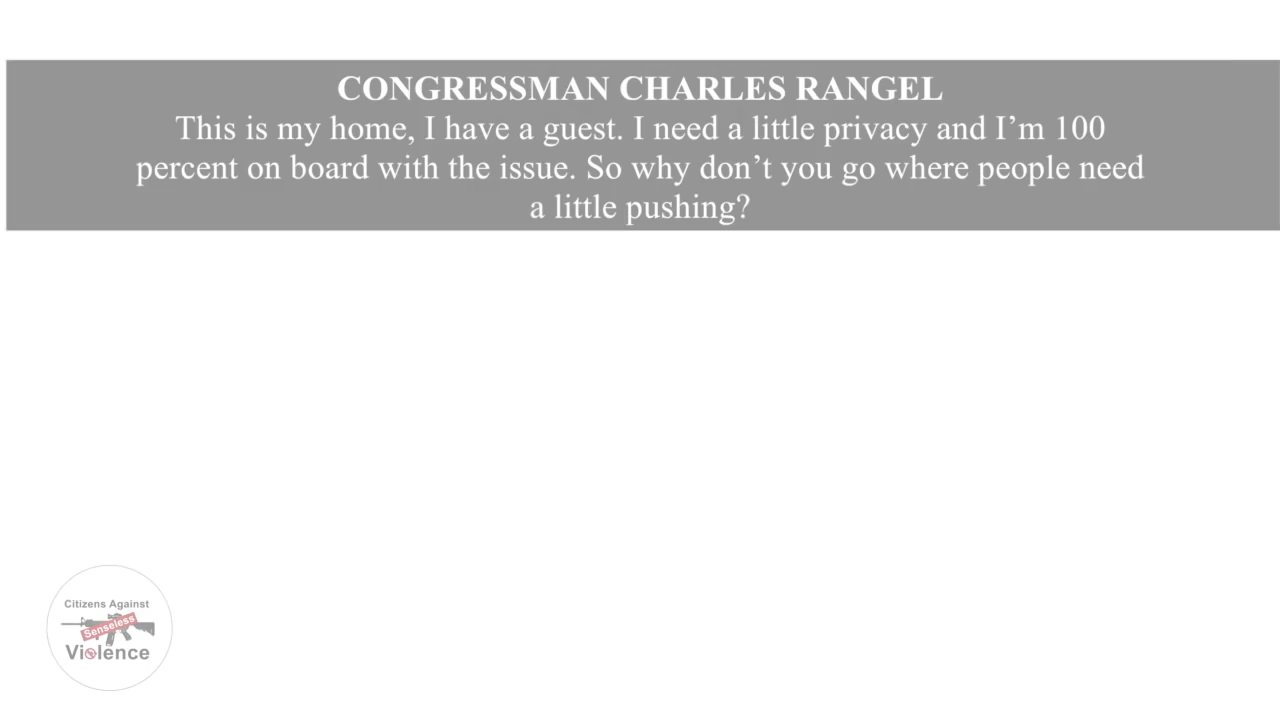 CONGRESSMAN CHARLES RANGEL
This is my home, I have a guest. I need a little privacy and I’m 100
percent on board with the issue. So why don’t you go where people need
a little pushing?
Citizens Against
Senseless
Violence